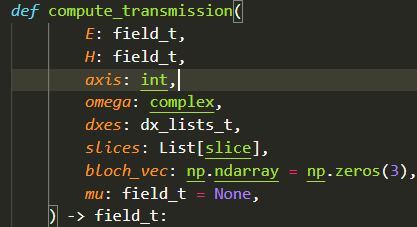 def compute_transmission(
E: field_t,
H: field_t,
axis: int,
omega: complex,
dxes: dx_lists_t,
slices: List[slice],
bloch_vec: np.ndarray = np.zeros(3),
mu: field_t = None,
) -> field_t: